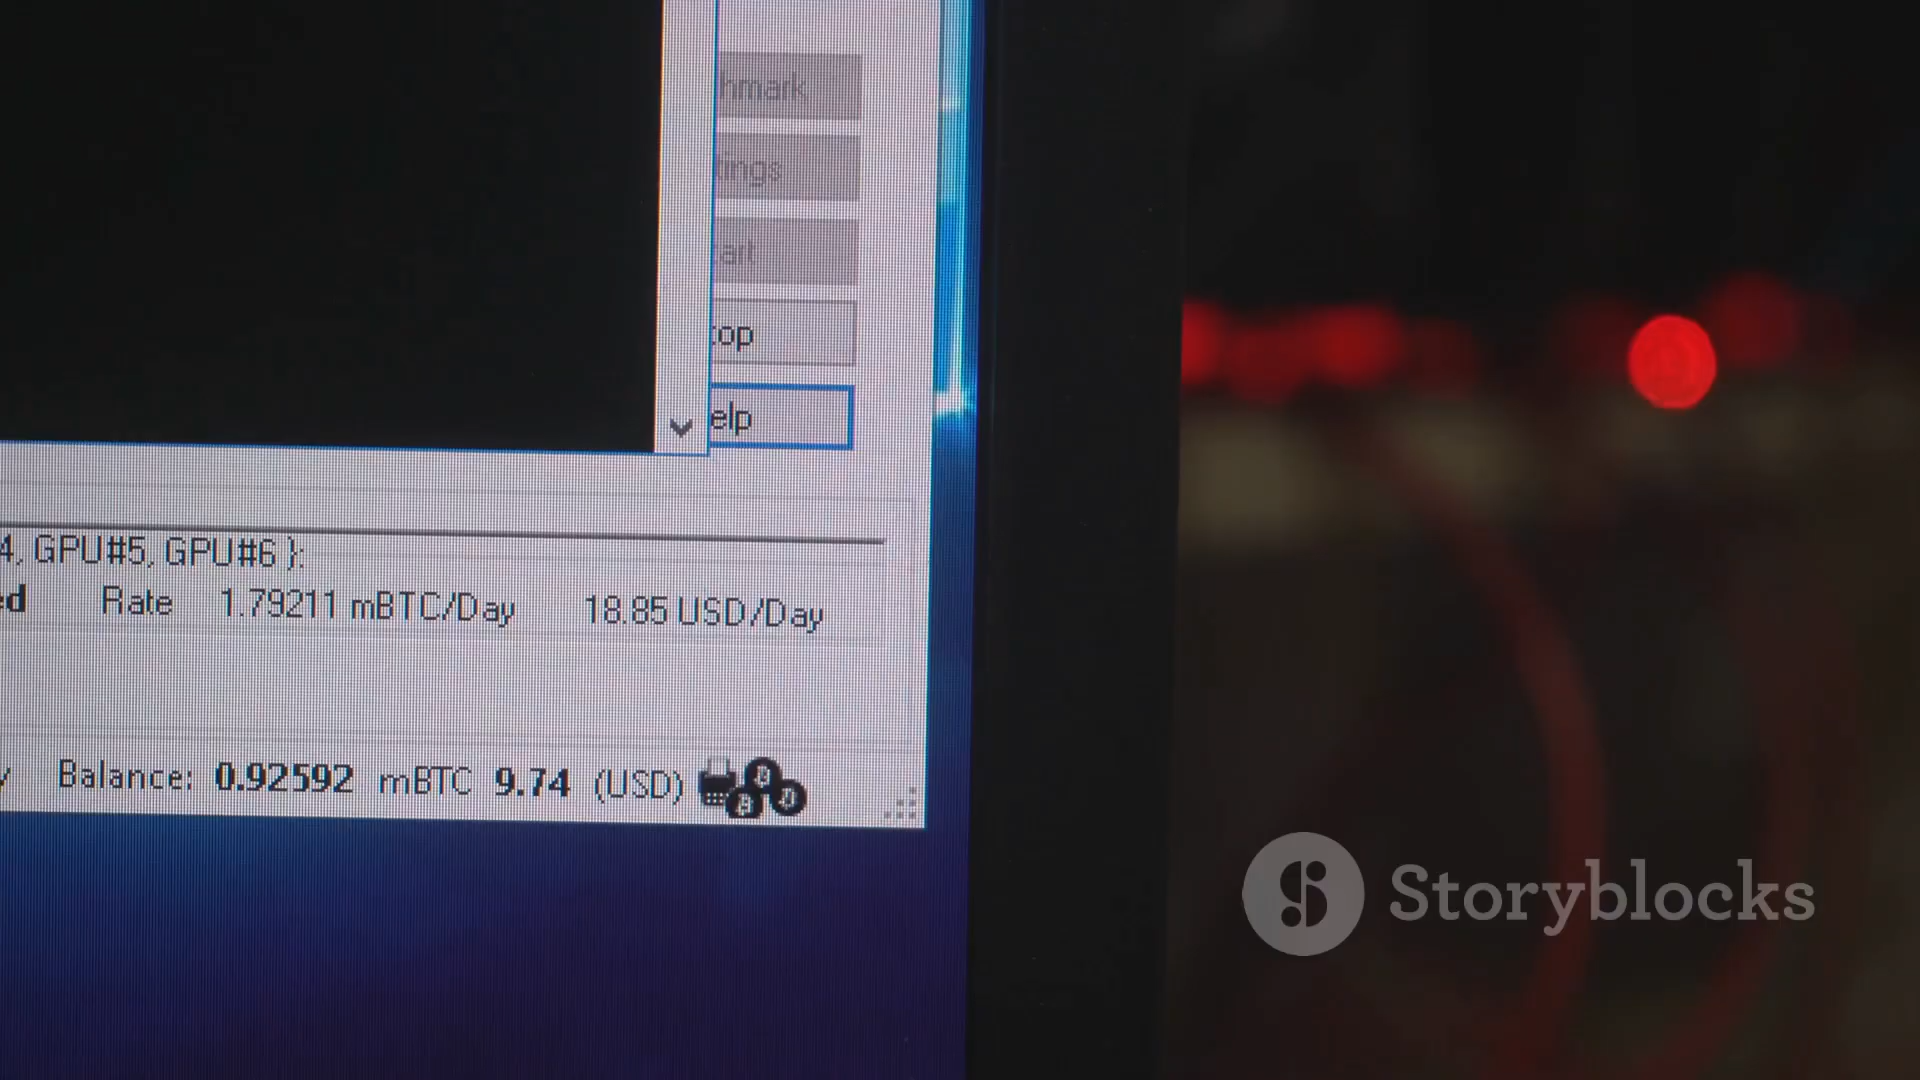 hmark
tings
art
top
elp
4, GPU#5, GPU#6 }:
ed Rate 1.79211 mBTC/Day 18.85 USD/Day
Balance: 0.92592 mBTC 9.74 (USD)
Storyblocks